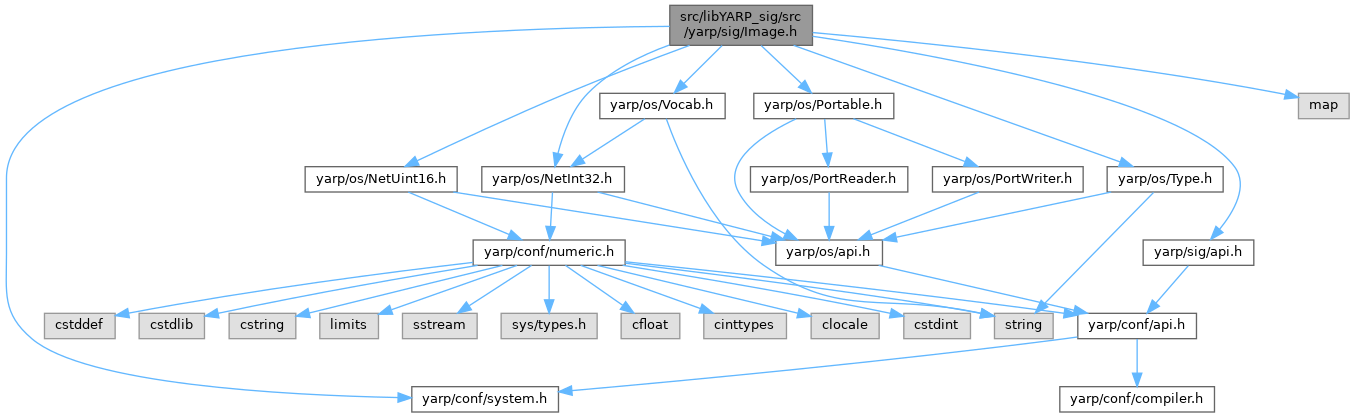 src/libYARP_sig/src
/yarp/sig/Image.h
yarp/os/Vocab.h
yarp/os/Portable.h
map
yarp/os/NetUint16.h
yarp/os/NetInt32.h
yarp/os/PortReader.h
yarp/os/PortWriter.h
yarp/os/Type.h
yarp/conf/numeric.h
yarp/os/api.h
yarp/sig/api.h
cstddef
cstdlib
cstring
limits
sstream
sys/types.h
cfloat
cinttypes
clocale
cstdint
string
yarp/conf/api.h
yarp/conf/system.h
yarp/conf/compiler.h